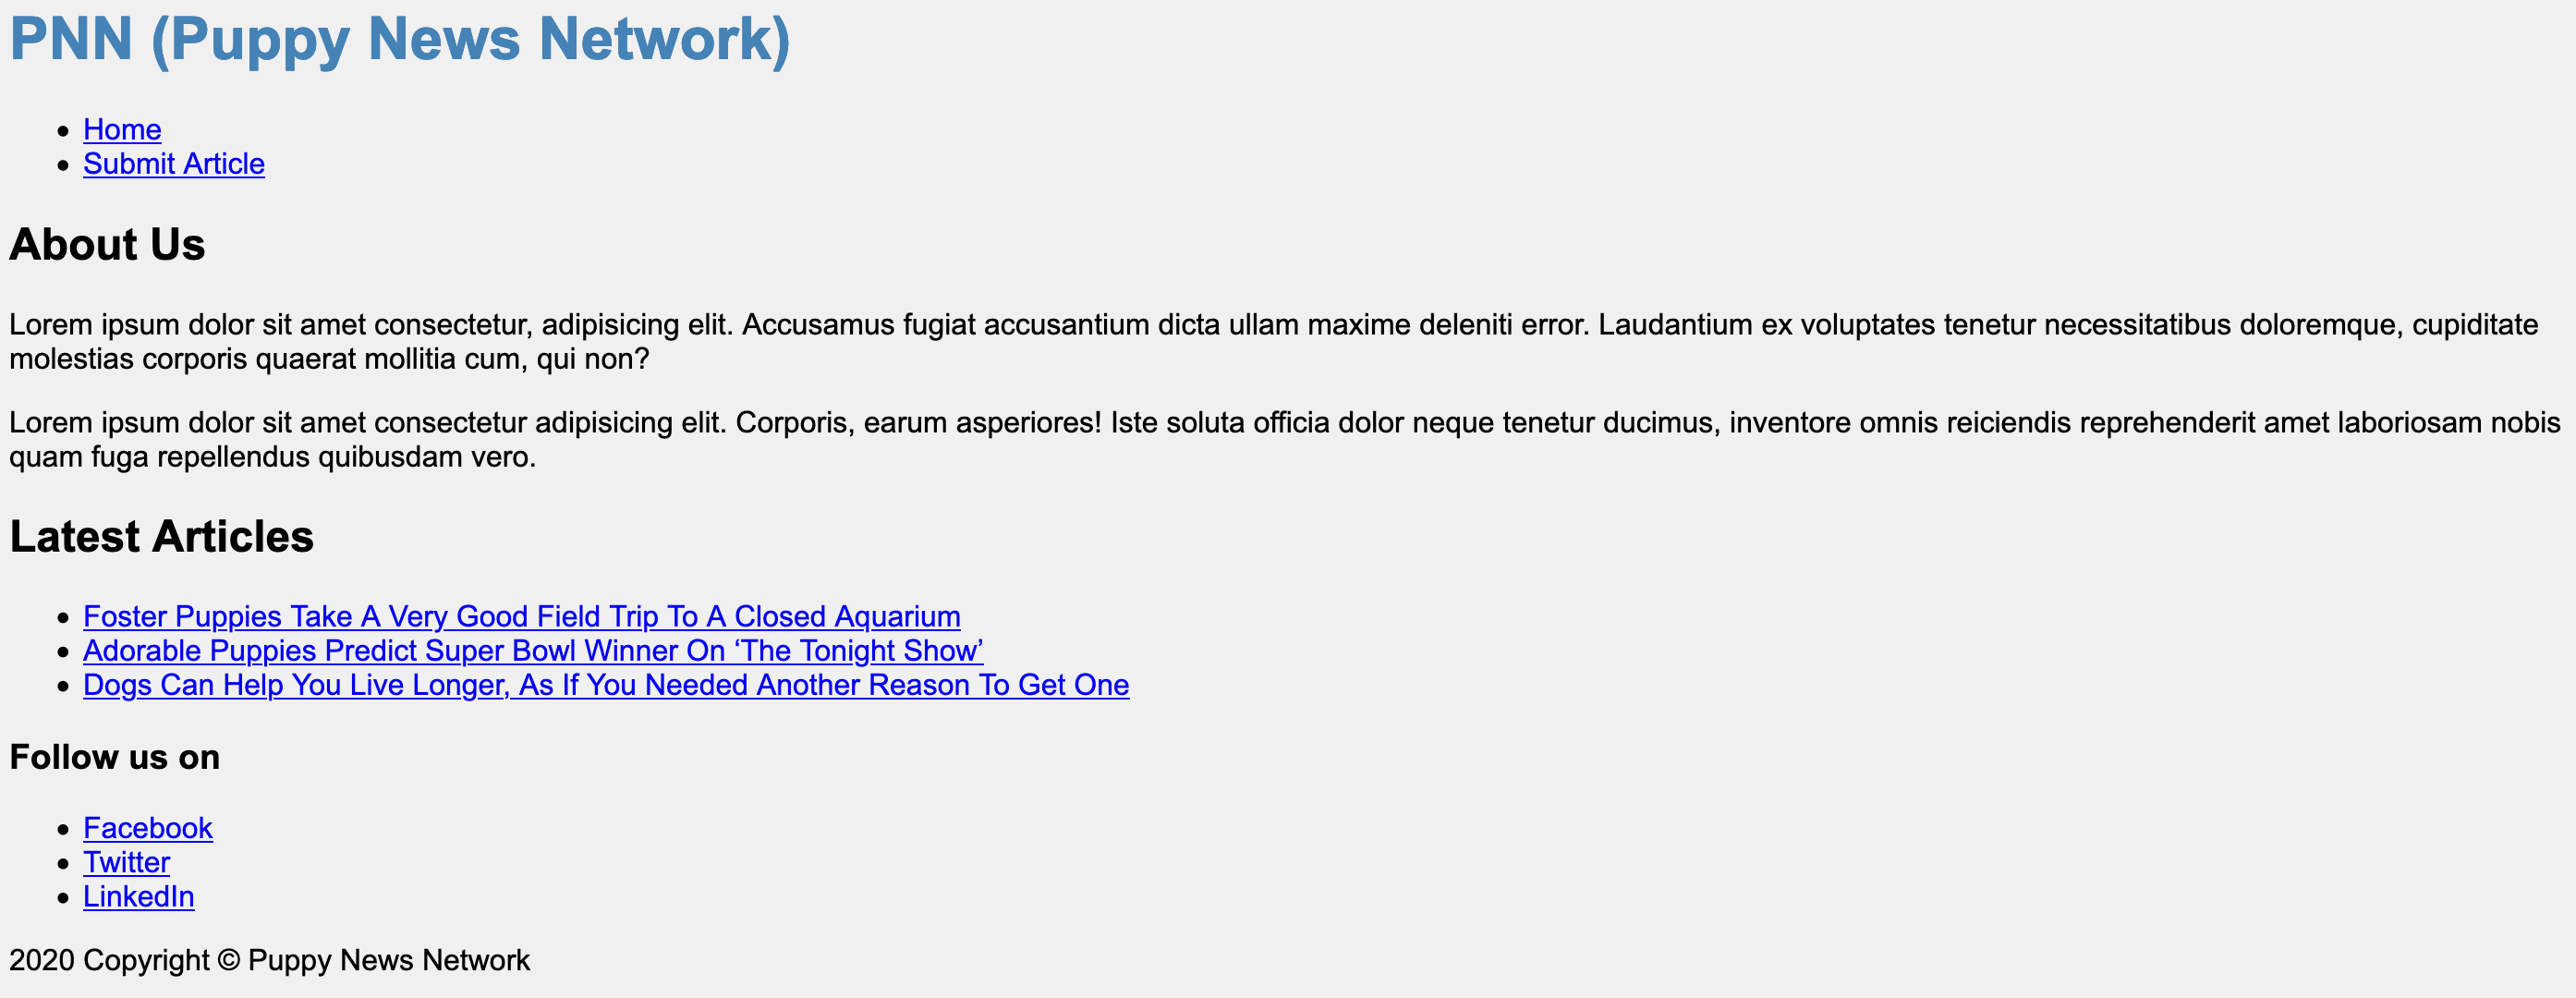 PNN (Puppy News Network)
Home
Submit Article
About Us
Lorem ipsum dolor sit amet consectetur, adipisicing elit. Accusamus fugiat accusantium dicta ullam maxime deleniti error. Laudantium ex voluptates tenetur necessitatibus doloremque, cupiditate
molestias corporis quaerat mollitia cum, qui non?
Lorem ipsum dolor sit amet consectetur adipisicing elit. Corporis, earum asperiores! Iste soluta officia dolor neque tenetur ducimus, inventore omnis reiciendis reprehenderit amet laboriosam nobis
quam fuga repellendus quibusdam vero.
Latest Articles
Foster Puppies Take A Very Good Field Trip To A Closed Aquarium
Adorable Puppies Predict Super Bowl Winner On ‘The Tonight Show’
Dogs Can Help You Live Longer, As If You Needed Another Reason To Get One
Follow us on
Facebook
Twitter
LinkedIn
2020 Copyright © Puppy News Network